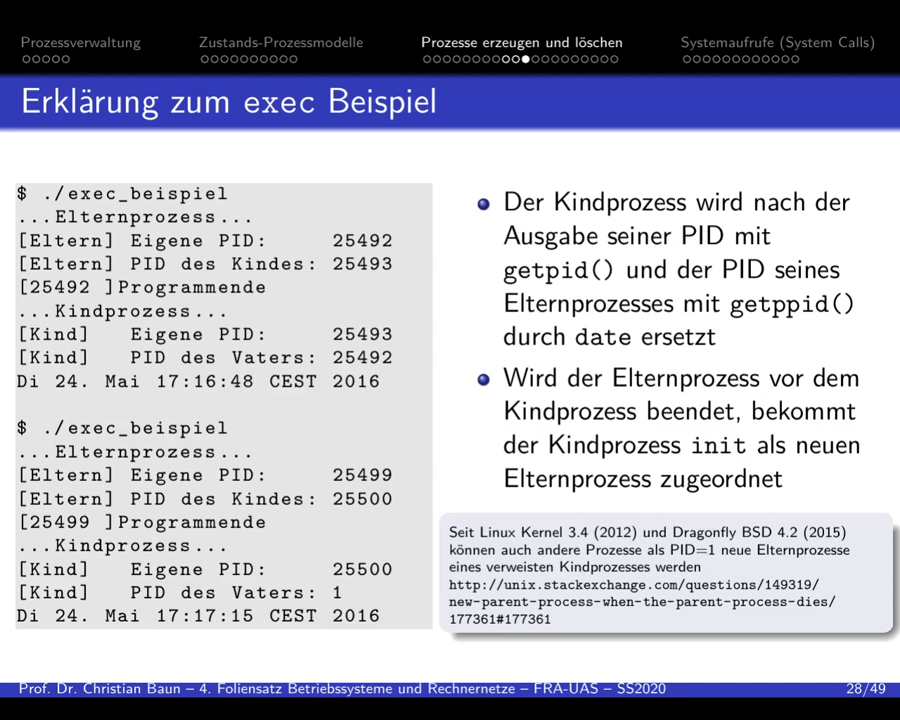 Prozessverwaltung
Zustands-Prozessmodelle
Prozesse erzeugen und löschen
Systemaufrufe (System Calls)
Erklärung zum exec Beispiel
$ ./exec_beispiel
...Elternprozess...
[Eltern] Eigene PID:     25492
[Eltern] PID des Kindes: 25493
[25492 ]Programmende
...Kindprozess...
[Kind]   Eigene PID:     25493
[Kind]   PID des Vaters: 25492
Di 24. Mai 17:16:48 CEST 2016
$ ./exec_beispiel
...Elternprozess...
[Eltern] Eigene PID:     25499
[Eltern] PID des Kindes: 25500
[25499 ]Programmende
...Kindprozess...
[Kind]   Eigene PID:     25500
[Kind]   PID des Vaters: 1
Di 24. Mai 17:17:15 CEST 2016
Der Kindprozess wird nach der
Ausgabe seiner PID mit
getpid() und der PID seines
Elternprozesses mit getppid()
durch date ersetzt
Wird der Elternprozess vor dem
Kindprozess beendet, bekommt
der Kindprozess init als neuen
Elternprozess zugeordnet
Seit Linux Kernel 3.4 (2012) und Dragonfly BSD 4.2 (2015)
können auch andere Prozesse als PID=1 neue Elternprozesse
eines verweisten Kindprozesses werden
http://unix.stackexchange.com/questions/149319/
new-parent-process-when-the-parent-process-dies/
177361#177361
Prof. Dr. Christian Baun – 4. Foliensatz Betriebssysteme und Rechnernetze – FRA-UAS – SS2020
28/49